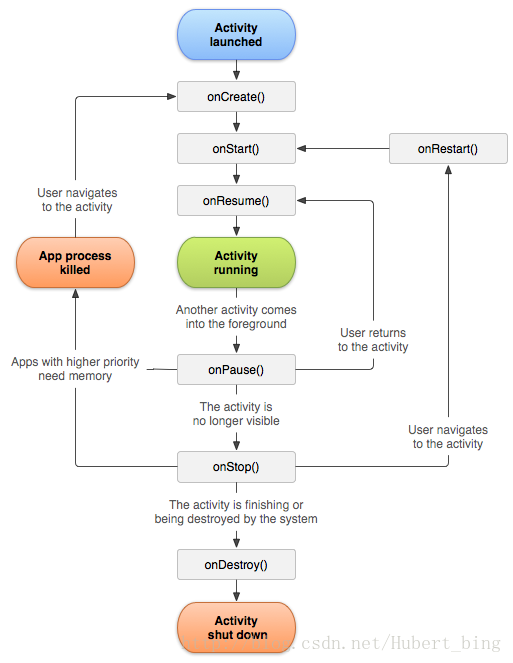 Activity
launched
onCreate()
onStart()
onRestart()
User navigates
to the activity
onResume()
App process
killed
Activity
running
Another activity comes
into the foreground
User returns
to the activity
Apps with higher priority
need memory
onPause()
The activity is
no longer visible
User navigates
to the activity
onStop()
The activity is finishing or
being destroyed by the system
onDestroy()
Activity
shut down
.csdn.net/Hubert_bing